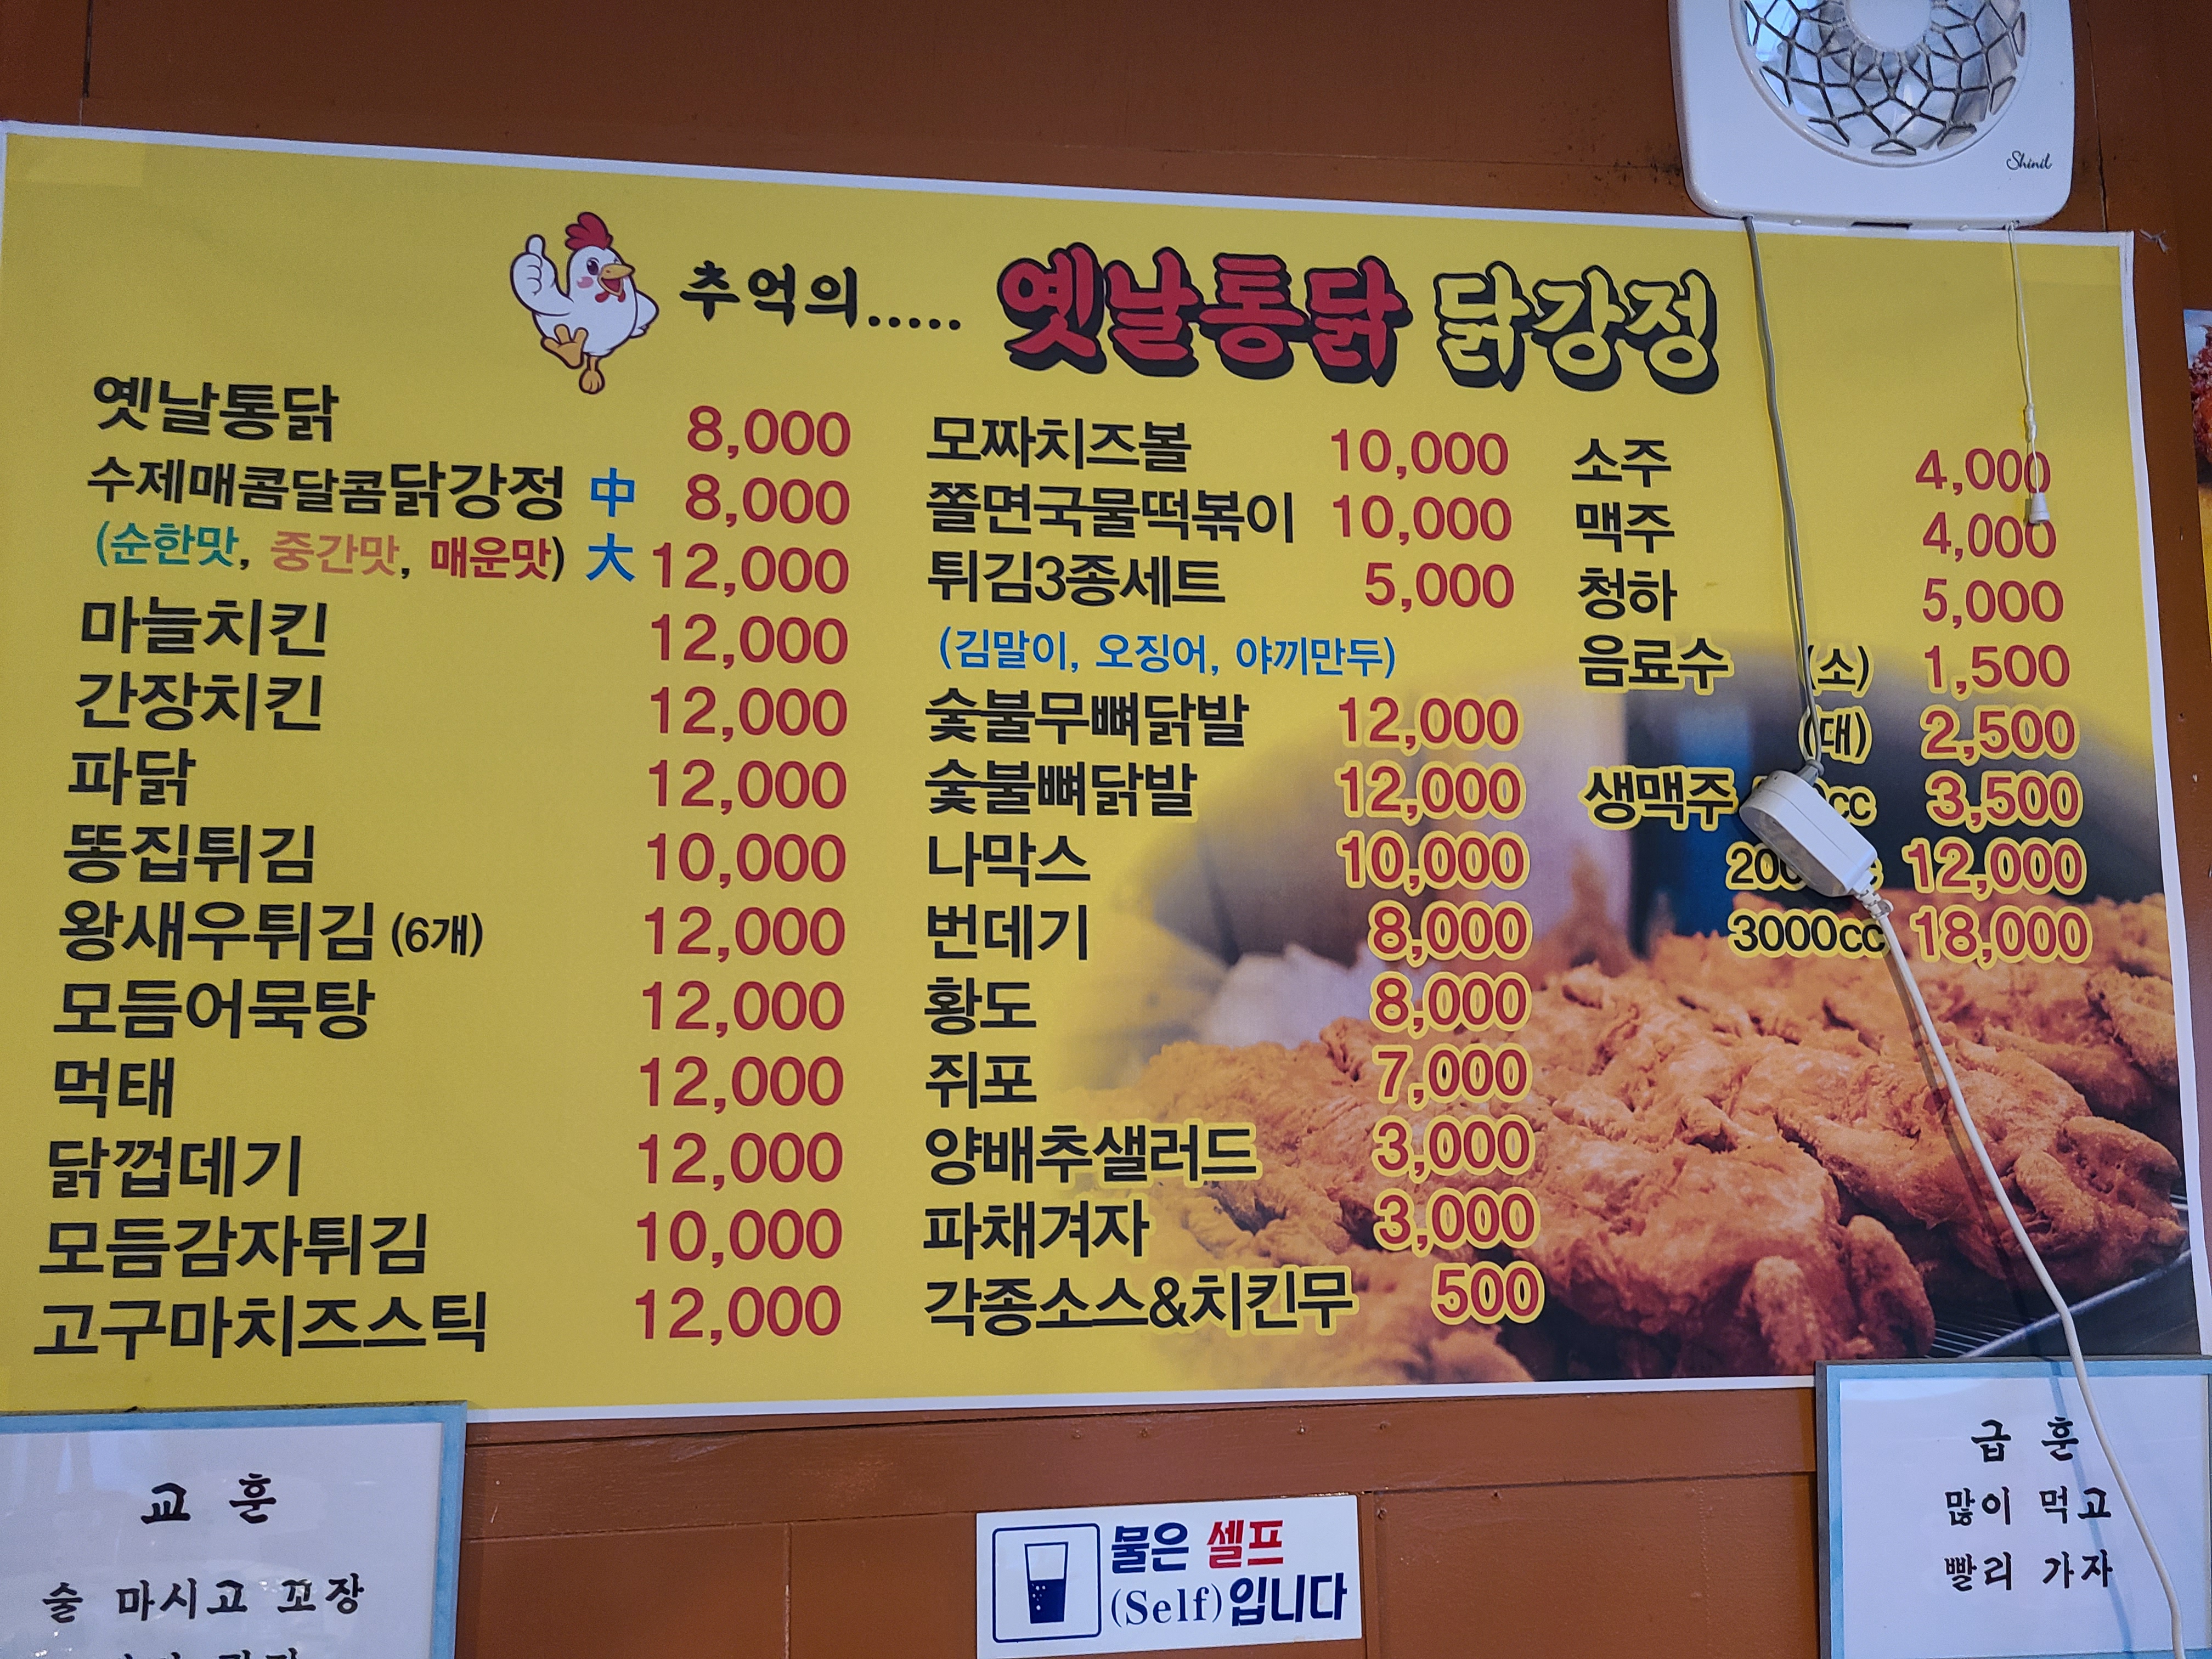 Shinil
추억의..... 옛날통닭 닭강정
옛날통닭 8,000
수제매콤달콤닭강정 中 8,000
(순한맛, 중간맛, 매운맛) 大 12,000
마늘치킨 12,000
간장치킨 12,000
파닭 12,000
똥집튀김 10,000
왕새우튀김 (6개) 12,000
모듬어묵탕 12,000
먹태 12,000
닭껍데기 12,000
모듬감자튀김 10,000
고구마치즈스틱 12,000
모짜치즈볼 10,000
쫄면국물떡볶이 10,000
튀김3종세트 5,000
(김말이, 오징어, 야끼만두)
숯불무뼈닭발 12,000
숯불뼈닭발 12,000
나막스 10,000
번데기 8,000
황도 8,000
쥐포 7,000
양배추샐러드 3,000
파채겨자 3,000
각종소스&치킨무 500
소주 4,000
맥주 4,000
청하 5,000
음료수 (소) 1,500
(대) 2,500
생맥주 3,500
12,000
3000cc 18,000
교 훈
술 마시고 꼬장
물은 셀프
(Self)입니다
급 훈
많이 먹고
빨리 가자